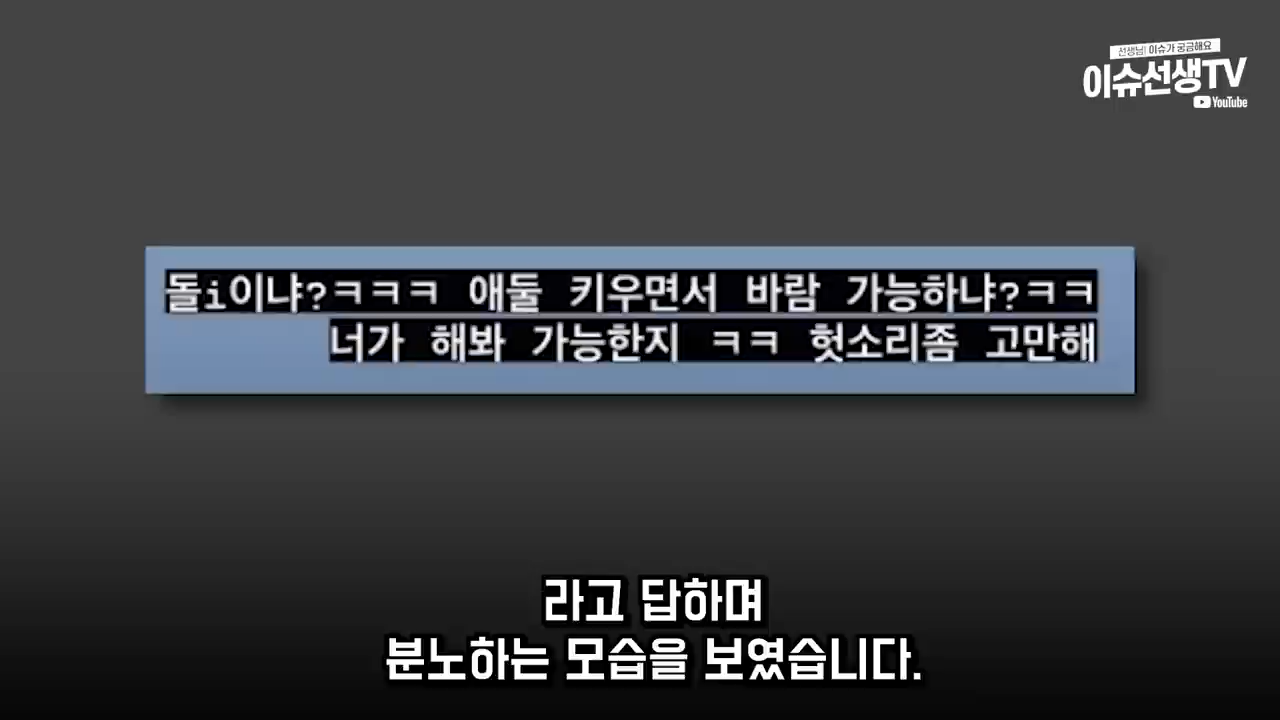 선생님! 이슈가 궁금해요
이슈선생TV
YouTube
돌i이냐?ㅋㅋㅋ 애둘 키우면서 바람 가능하냐?ㅋㅋ
너가 해봐 가능한지 ㅋㅋ 헛소리좀 고만해
라고 답하며
분노하는 모습을 보였습니다.